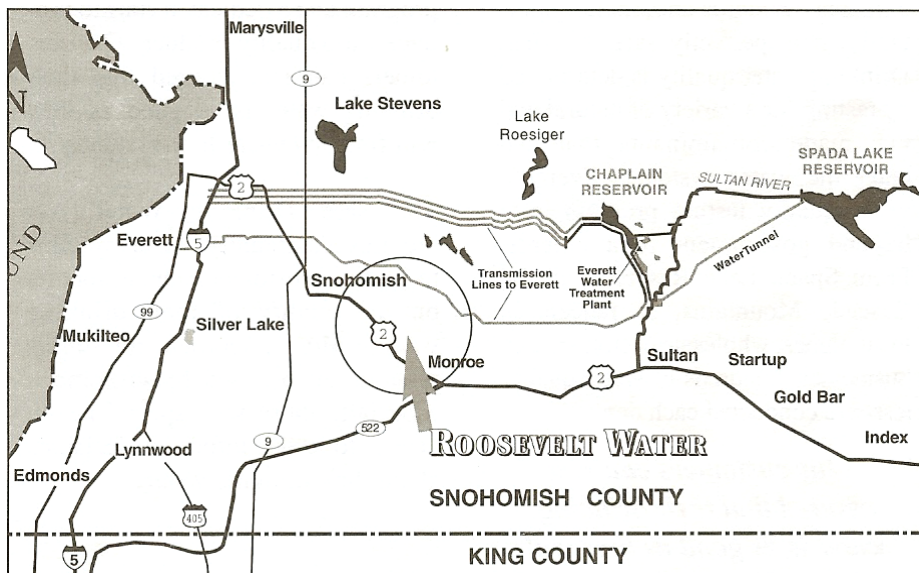 Marysville
9
Lake Stevens
Lake
Roesiger
CHAPLAIN
RESERVOIR
SPADA LAKE
RESERVOIR
SULTAN RIVER
N
2
Everett
5
UND
Snohomish
Transmission
Lines to Everett
Everett
Water
Treatment
Plant
WaterTunnel
99
Mukilteo
Silver Lake
2
Monroe
Sultan
Startup
2
Gold Bar
522
Index
9
Lynnwood
ROOSEVELT WATER
Edmonds
SNOHOMISH COUNTY
405
5
KING COUNTY